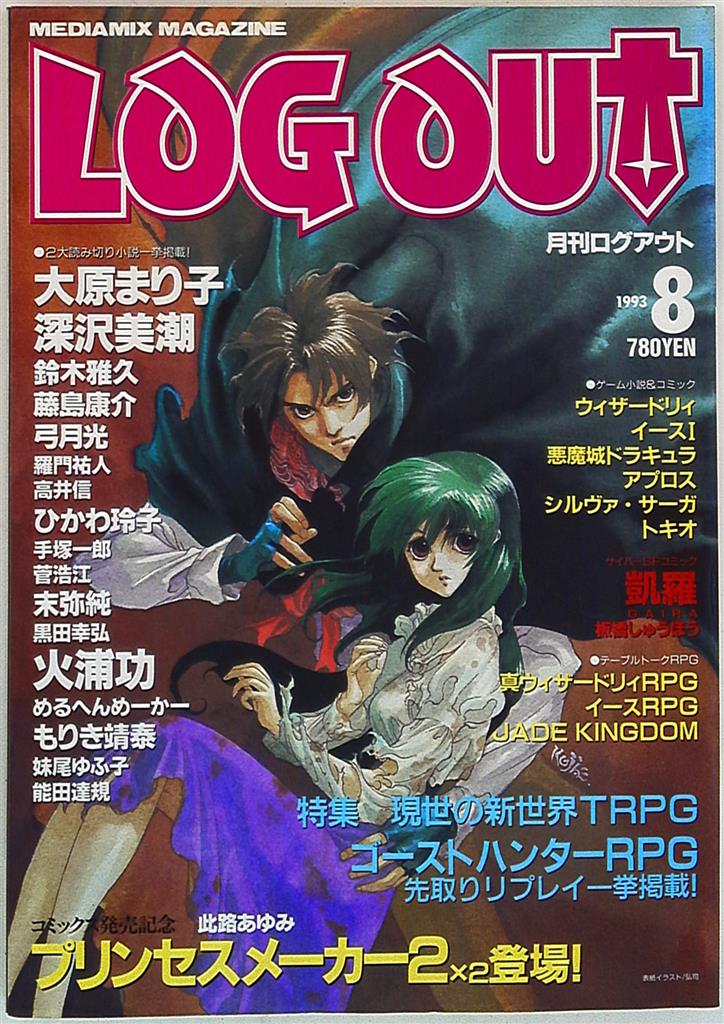 MEDIAMIX MAGAZINE
LOG OUT
月刊ログアウト
1993 8
780YEN
●2大読み切り小説一挙掲載!
大原まり子
深沢美潮
鈴木雅久
藤島康介
弓月光
羅門祐人
高井信
ひかわ玲子
手塚一郎
菅浩江
末弥純
黒田幸弘
火浦功
めるへんめーかー
もりき靖泰
妹尾ゆふ子
能田達規
●ゲーム小説&コミック
ウィザードリィ
イースI
悪魔城ドラキュラ
アプロス
シルヴァ・サーガ
トキオ
サイバーSFコミック
凱羅
GAIRA
板橋しゅうほう
●テーブルトークRPG
真ウィザードリィRPG
イースRPG
JADE KINGDOM
特集 現世の新世界TRPG
ゴーストハンターRPG
先取りリプレイ一挙掲載!
コミックス発売記念 此路あゆみ
プリンセスメーカー2×2登場!
表紙イラスト/弘司